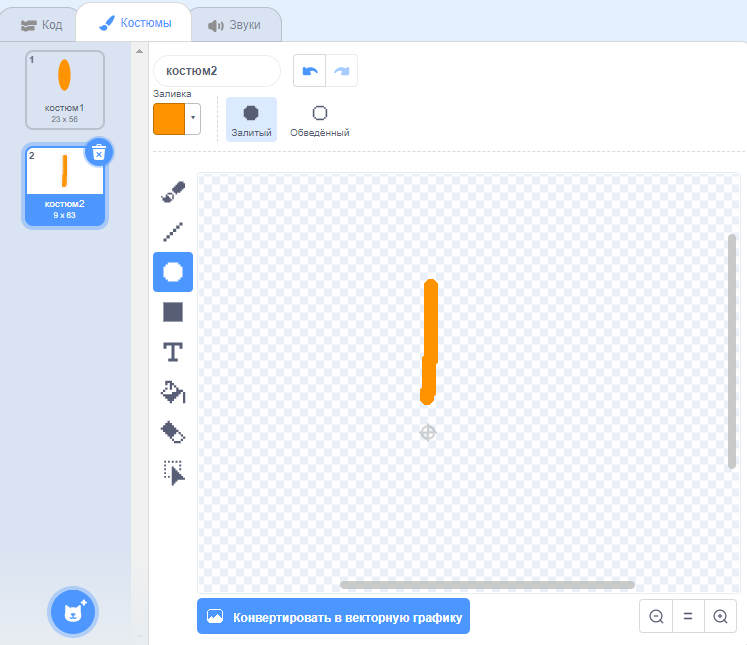 Код
Костюмы
Звуки
1
костюм1
23 x 56
2
костюм2
9 x 63
костюм2
Заливка
Залитый
Обведённый
T
Конвертировать в векторную графику